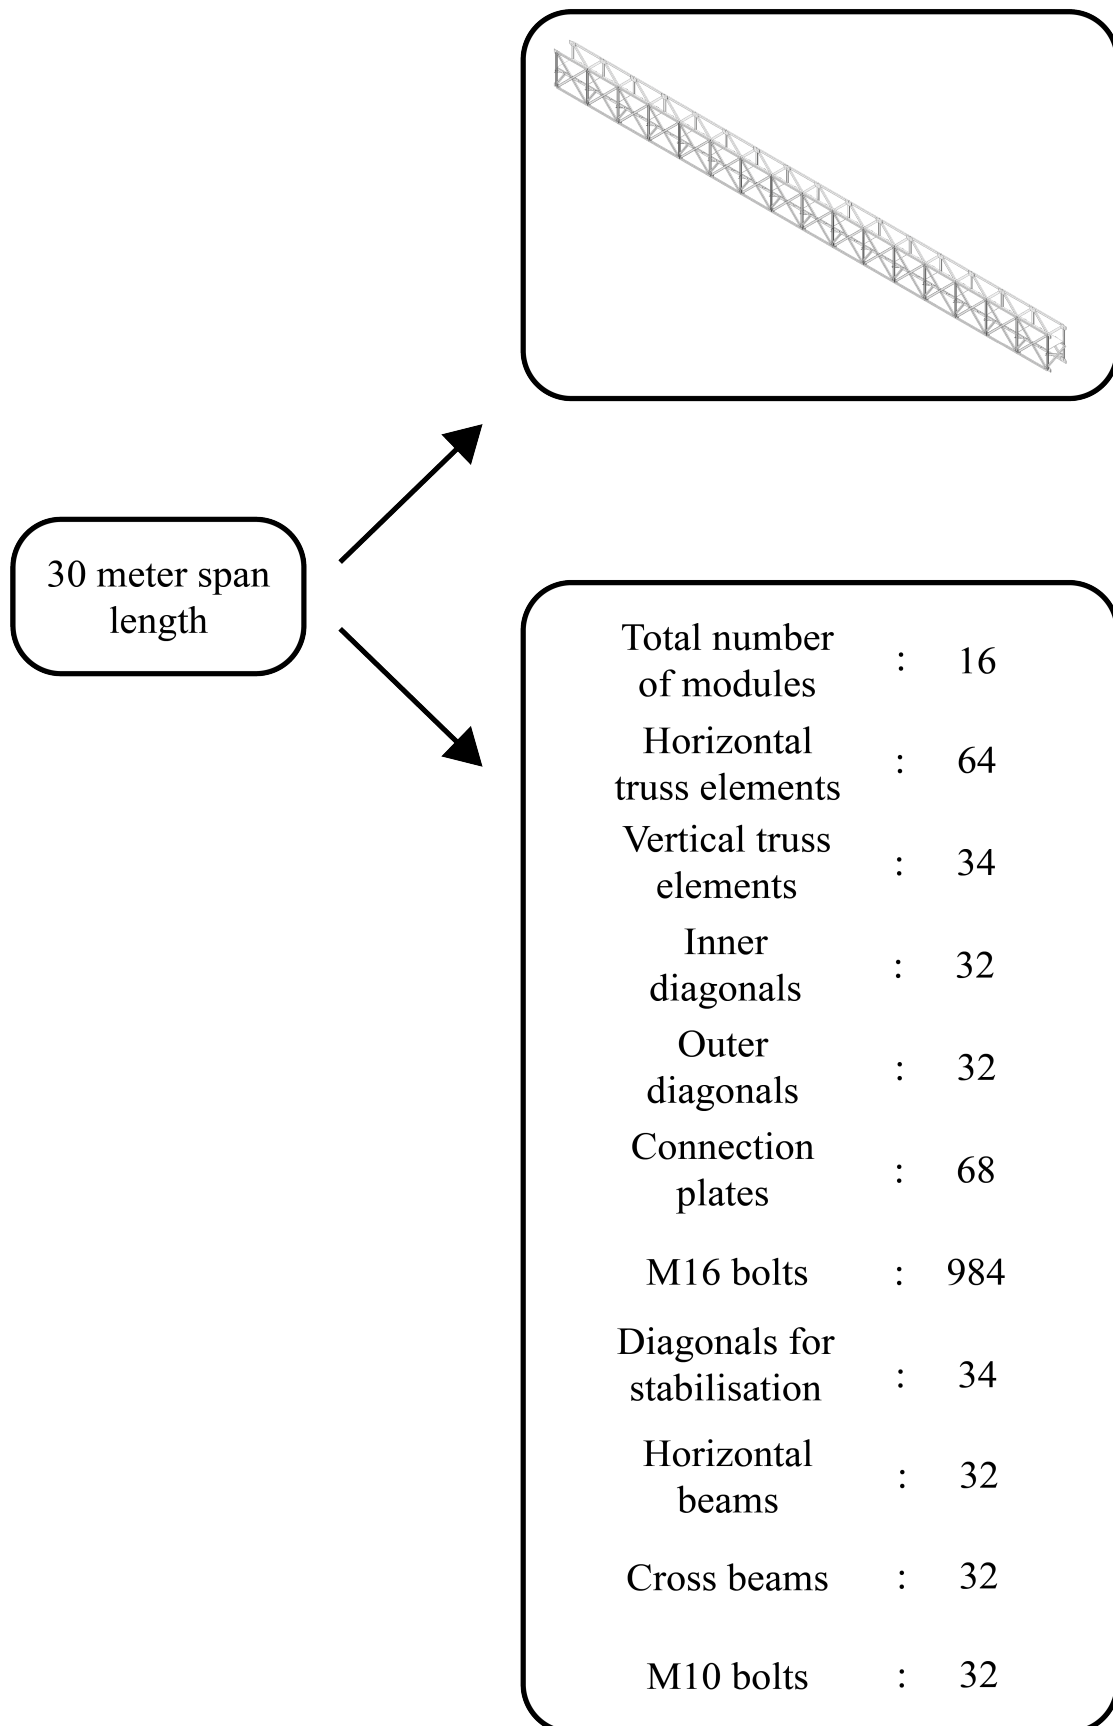 30 meter span
length
Total number
of modules : 16
Horizontal
truss elements : 64
Vertical truss
elements : 34
Inner
diagonals : 32
Outer
diagonals : 32
Connection
plates : 68
M16 bolts : 984
Diagonals for
stabilisation : 34
Horizontal
beams : 32
Cross beams : 32
M10 bolts : 32